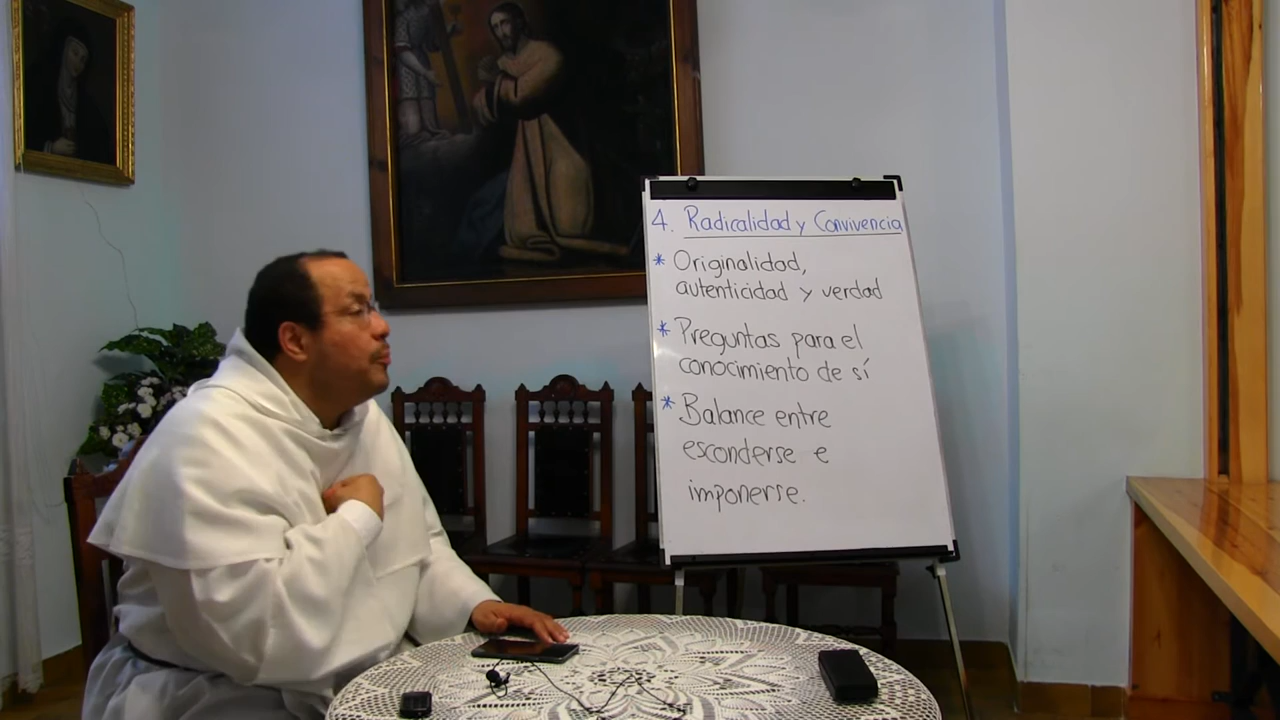 4. Radicalidad y Convivencia
* Originalidad,
autenticidad y verdad
* Preguntas para el
conocimiento de sí
* Balance entre
esconderse e
imponerse.